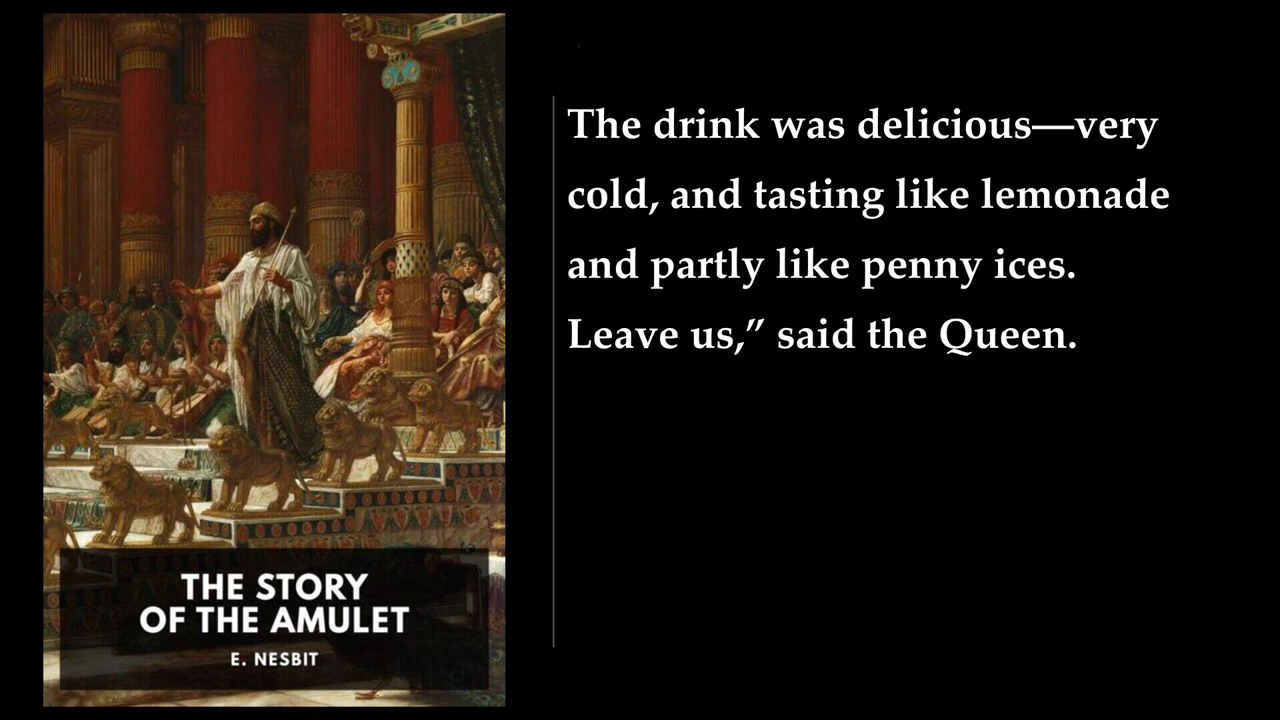 The drink was delicious—very
cold, and tasting like lemonade
and partly like penny ices.
Leave us,” said the Queen.
THE STORY
OF THE AMULET
E. NESBIT